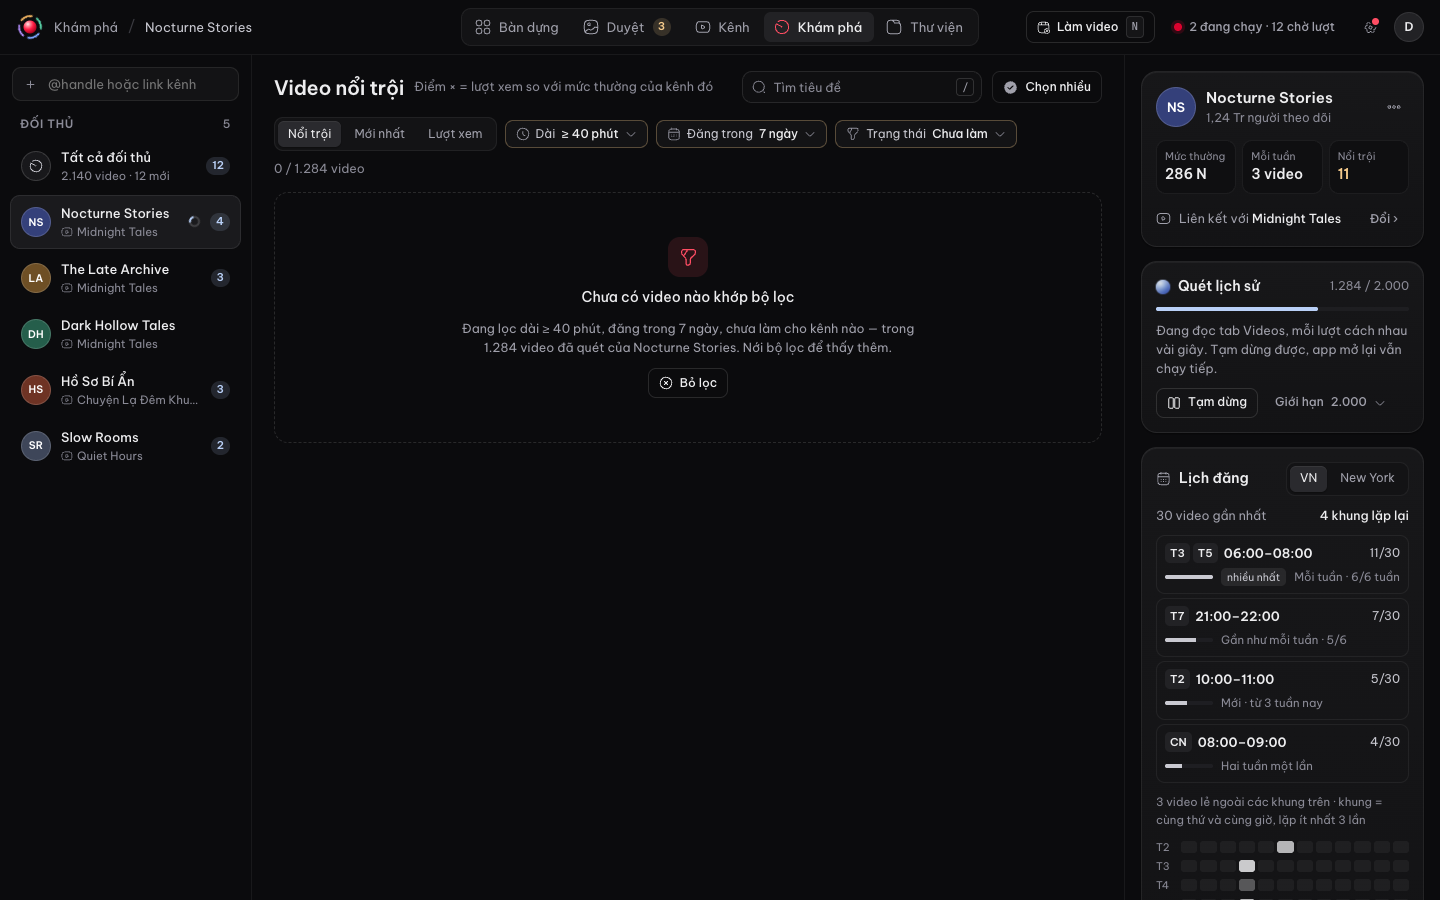 Khám phá / Nocturne Stories
Bàn dựng
Duyệt 3
Kênh
Khám phá
Thư viện
Làm video N
2 đang chạy · 12 chờ lượt
D
+ @handle hoặc link kênh
ĐỐI THỦ 5
Tất cả đối thủ
2.140 video · 12 mới
12
NS
Nocturne Stories
Midnight Tales
4
LA
The Late Archive
Midnight Tales
3
DH
Dark Hollow Tales
Midnight Tales
HS
Hồ Sơ Bí Ẩn
Chuyện Lạ Đêm Khu...
3
SR
Slow Rooms
Quiet Hours
2
Video nổi trội
Điểm × = lượt xem so với mức thường của kênh đó
Tìm tiêu đề /
Chọn nhiều
Nổi trội
Mới nhất
Lượt xem
Dài ≥ 40 phút
Đăng trong 7 ngày
Trạng thái Chưa làm
0 / 1.284 video
Chưa có video nào khớp bộ lọc
Đang lọc dài ≥ 40 phút, đăng trong 7 ngày, chưa làm cho kênh nào — trong
1.284 video đã quét của Nocturne Stories. Nới bộ lọc để thấy thêm.
Bỏ lọc
NS
Nocturne Stories
1,24 Tr người theo dõi
Mức thường
286 N
Mỗi tuần
3 video
Nổi trội
11
Liên kết với Midnight Tales
Đổi ›
Quét lịch sử
1.284 / 2.000
Đang đọc tab Videos, mỗi lượt cách nhau
vài giây. Tạm dừng được, app mở lại vẫn
chạy tiếp.
Tạm dừng
Giới hạn 2.000
Lịch đăng
VN
New York
30 video gần nhất
4 khung lặp lại
T3 T5 06:00–08:00 11/30
nhiều nhất Mỗi tuần · 6/6 tuần
T7 21:00–22:00 7/30
Gần như mỗi tuần · 5/6
T2 10:00–11:00 5/30
Mới · từ 3 tuần nay
CN 08:00–09:00 4/30
Hai tuần một lần
3 video lẻ ngoài các khung trên · khung =
cùng thứ và cùng giờ, lặp ít nhất 3 lần
T2
T3
T4